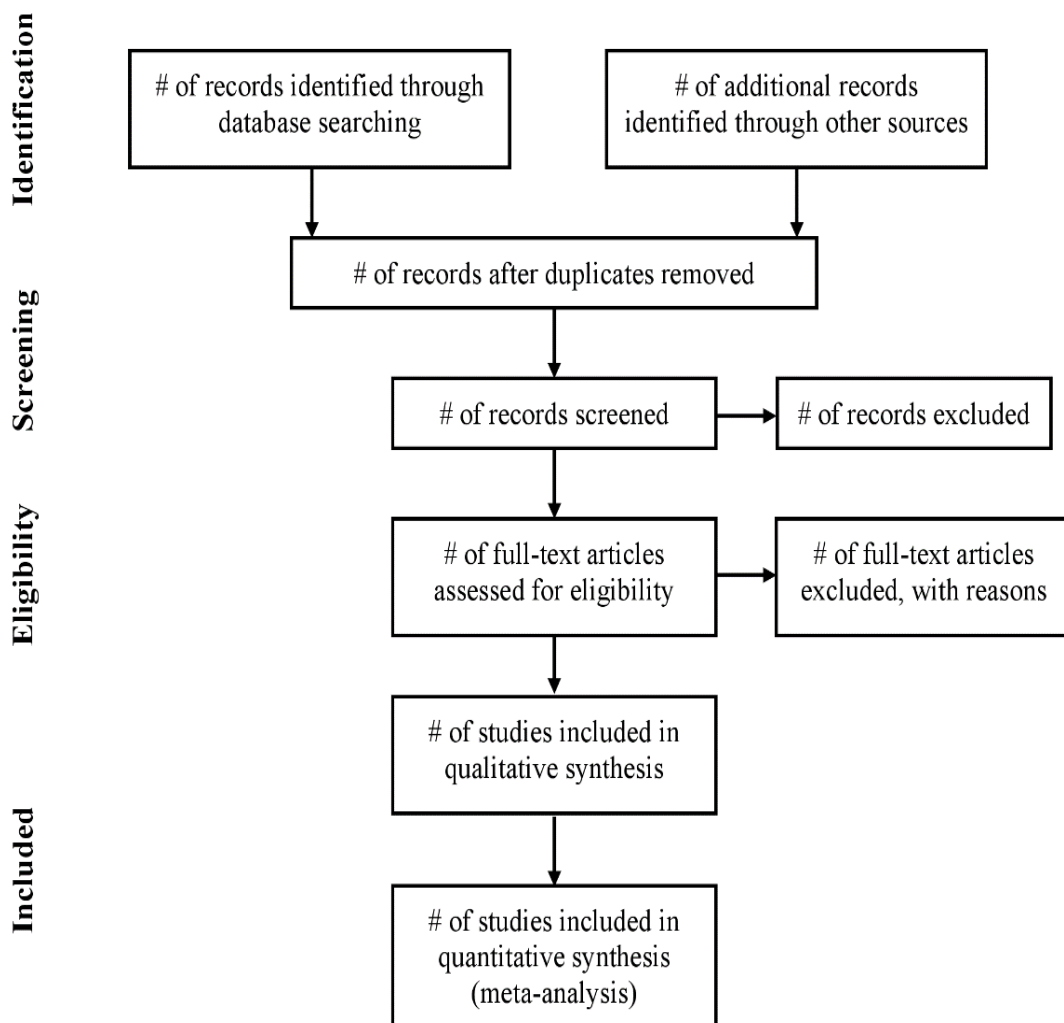 Identification
# of records identified through
database searching
# of additional records
identified through other sources
# of records after duplicates removed
Screening
# of records screened
# of records excluded
Eligibility
# of full-text articles
assessed for eligibility
# of full-text articles
excluded, with reasons
# of studies included in
qualitative synthesis
Included
# of studies included in
quantitative synthesis
(meta-analysis)